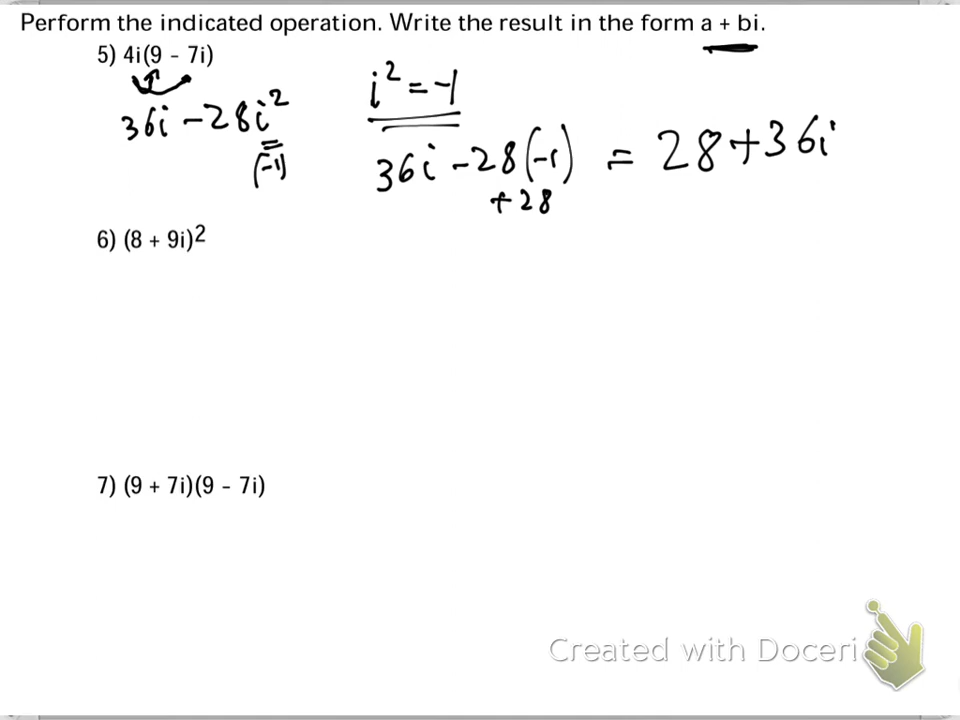 Perform the indicated operation. Write the result in the form a + bi.
5) 4i(9 - 7i)
36i - 28i²
(-1)
i² = -1
36i - 28(-1) = 28 + 36i
+28
6) (8 + 9i)²
7) (9 + 7i)(9 - 7i)
Created with Doceri